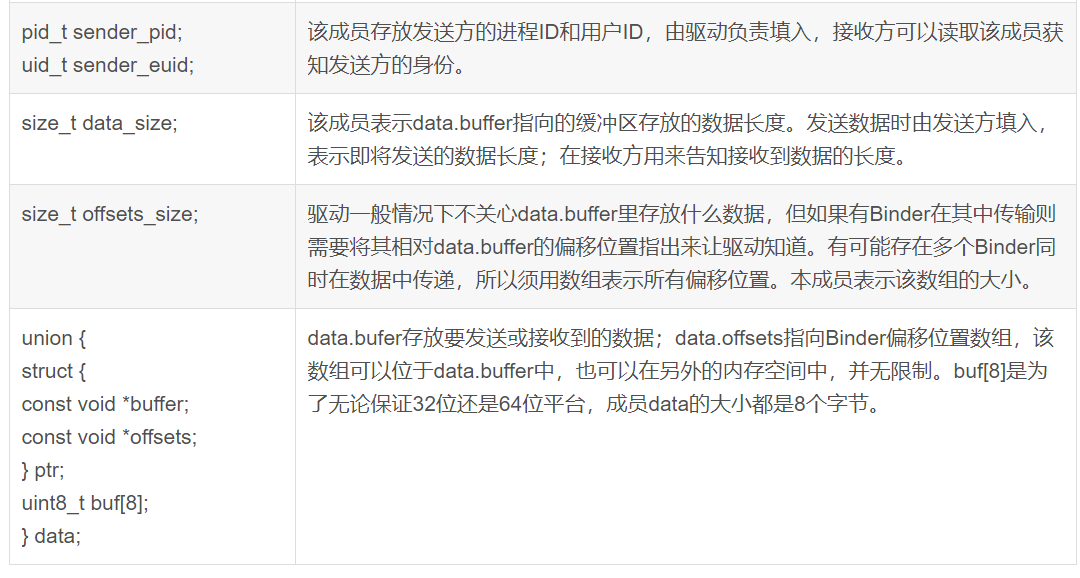 pid_t sender_pid;
uid_t sender_euid;
该成员存放发送方的进程ID和用户ID，由驱动负责填入，接收方可以读取该成员获
知发送方的身份。
size_t data_size;
该成员表示data.buffer指向的缓冲区存放的数据长度。发送数据时由发送方填入，
表示即将发送的数据长度；在接收方用来告知接收到数据的长度。
size_t offsets_size;
驱动一般情况下不关心data.buffer里存放什么数据，但如果有Binder在其中传输则
需要将其相对data.buffer的偏移位置指出来让驱动知道。有可能存在多个Binder同
时在数据中传递，所以须用数组表示所有偏移位置。本成员表示该数组的大小。
union {
struct {
const void *buffer;
const void *offsets;
} ptr;
uint8_t buf[8];
} data;
data.bufer存放要发送或接收到的数据；data.offsets指向Binder偏移位置数组，该
数组可以位于data.buffer中，也可以在另外的内存空间中，并无限制。buf[8]是为
了无论保证32位还是64位平台，成员data的大小都是8个字节。